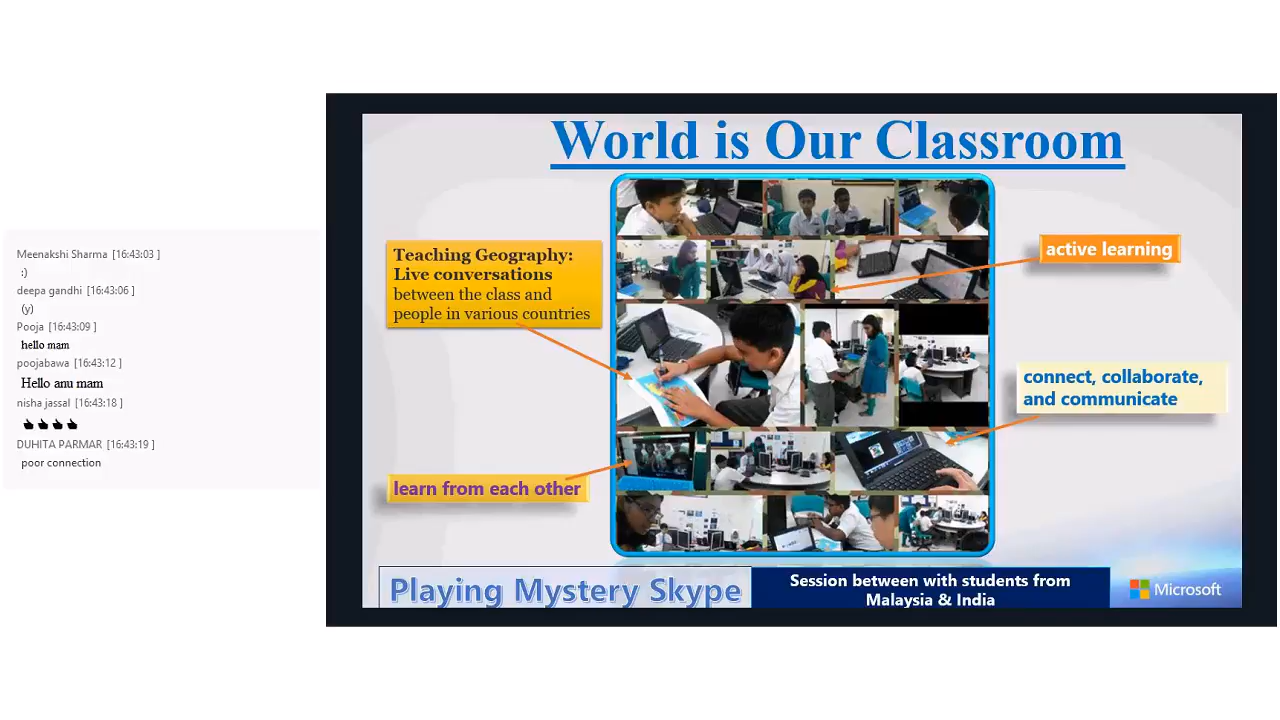 Meenakshi Sharma [16:43:03 ]
:)
deepa gandhi [16:43:06 ]
(y)
Pooja [16:43:09 ]
hello mam
poojabawa [16:43:12 ]
Hello anu mam
nisha jassal [16:43:18 ]
DUHITA PARMAR [16:43:19 ]
poor connection
World is Our Classroom
Teaching Geography:
Live conversations
between the class and
people in various countries
active learning
connect, collaborate,
and communicate
learn from each other
Playing Mystery Skype
Session between with students from
Malaysia & India
Microsoft